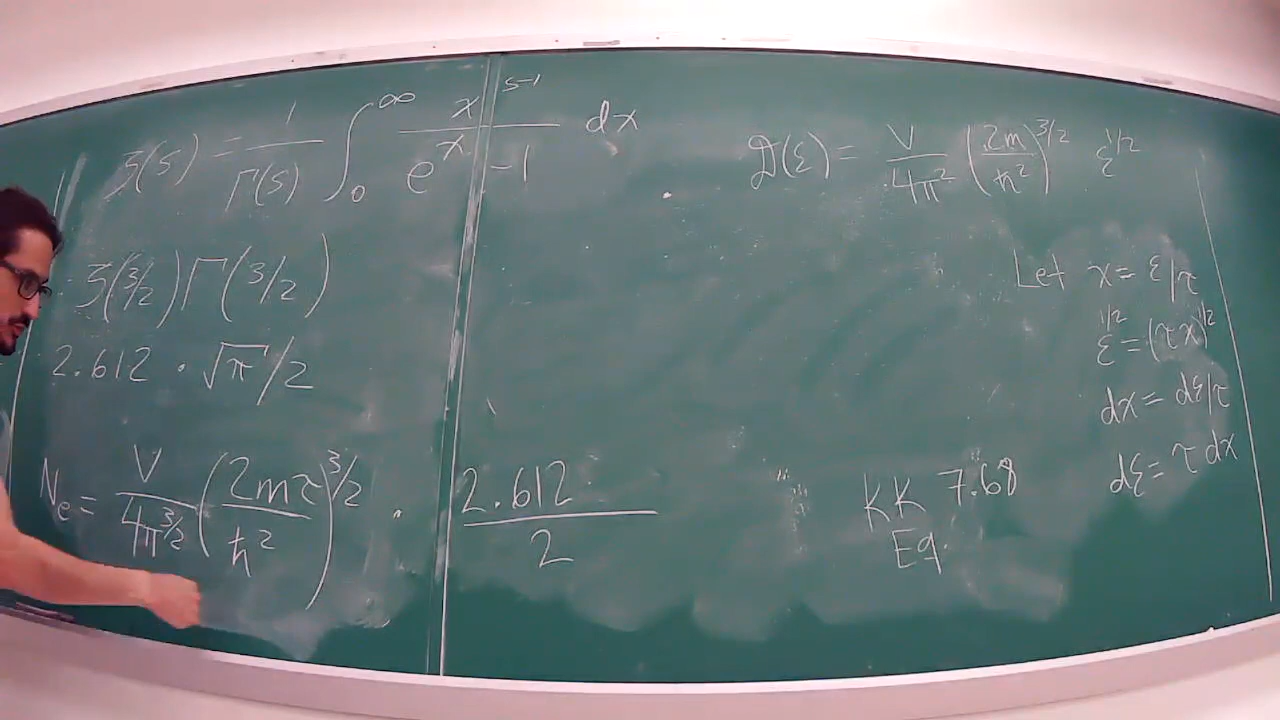 ζ(s) = 1/Γ(s) ∫₀^∞ x^(s-1)/(e^x - 1) dx
ζ(3/2) Γ(3/2)
2.612 · √π/2
N_e = V/(4π^(3/2)) (2mτ/ħ²)^(3/2) · 2.612/2
𝒟(ε) = V/(4π²) (2m/ħ²)^(3/2) ε^(1/2)
Let x = ε/τ
ε^(1/2) = (τx)^(1/2)
dx = dε/τ
dε = τ dx
KK 7.68
Eq.